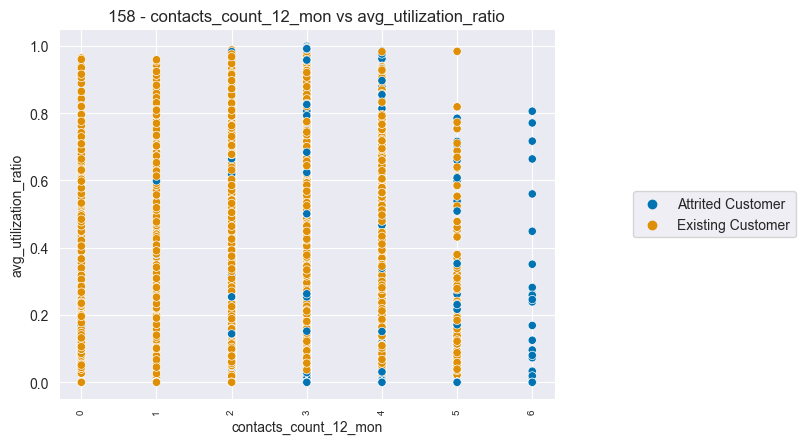 158 - contacts_count_12_mon vs avg_utilization_ratio
avg_utilization_ratio
1.0
0.8
0.6
0.4
0.2
0.0
0 1 2 3 4 5 6
contacts_count_12_mon
Attrited Customer
Existing Customer